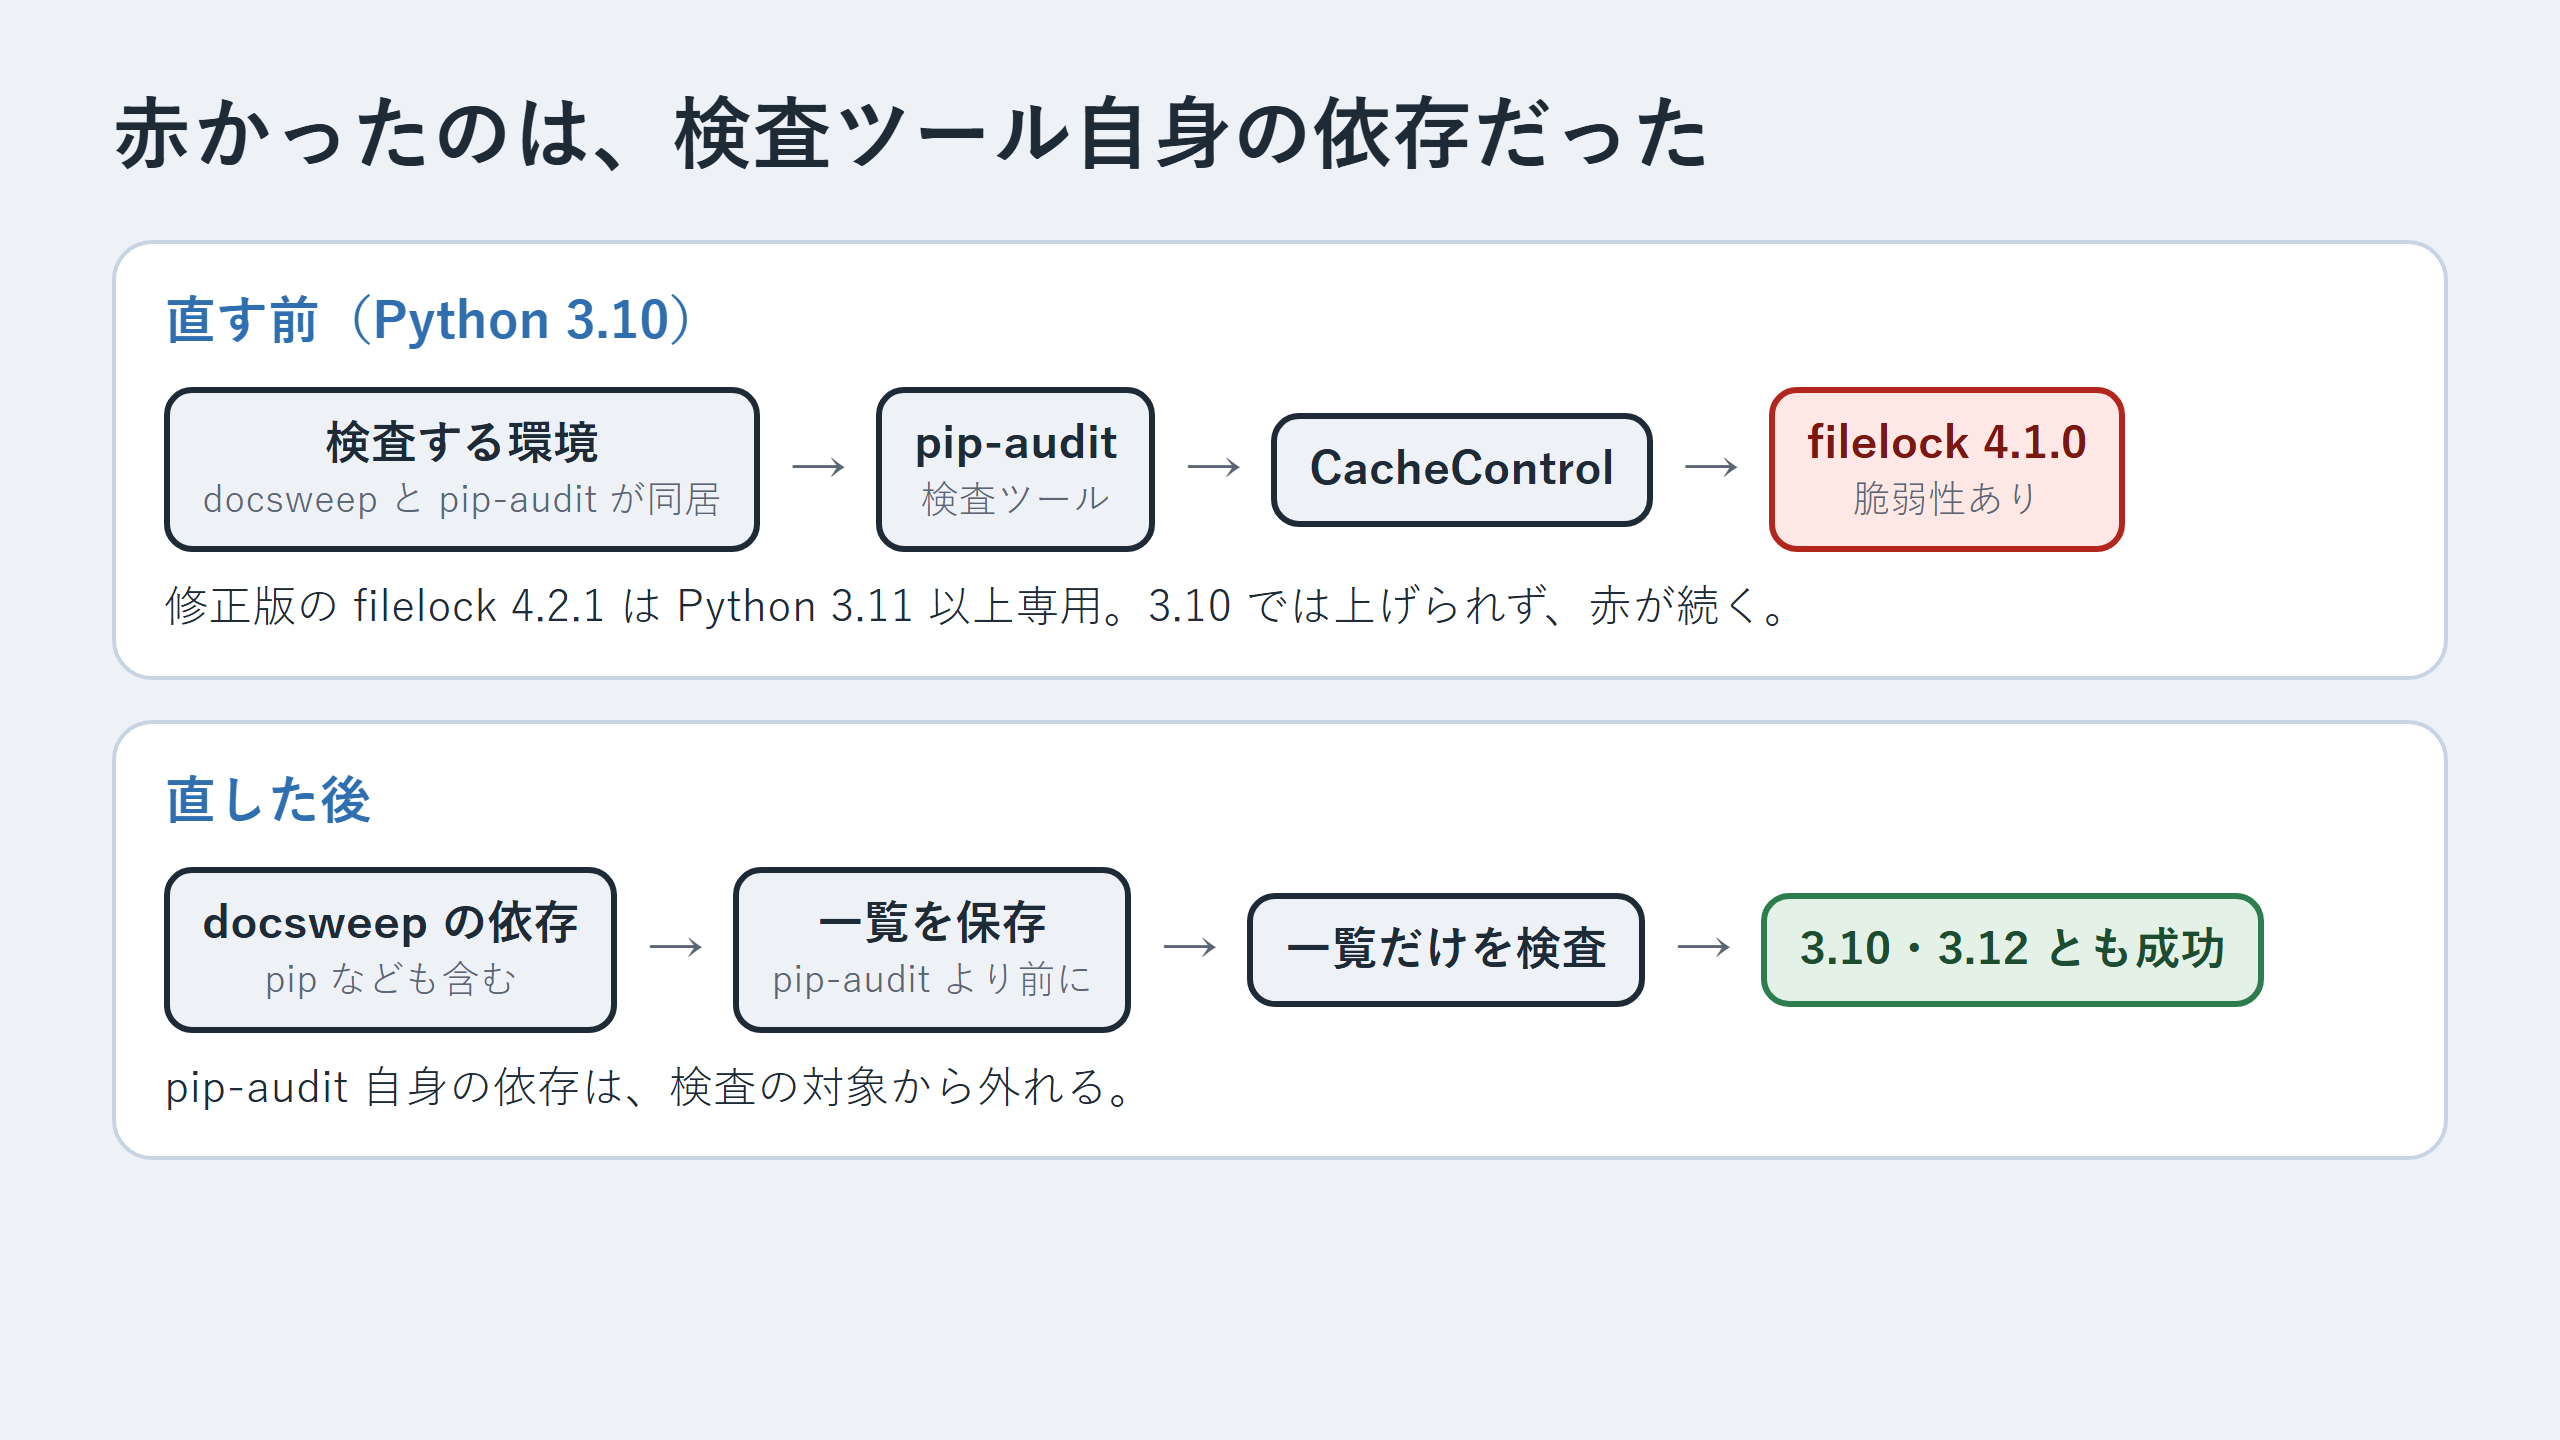 赤かったのは、検査ツール自身の依存だった
直す前（Python 3.10）
検査する環境
docsweep と pip-audit が同居
→
pip-audit
検査ツール
→
CacheControl
→
filelock 4.1.0
脆弱性あり
修正版の filelock 4.2.1 は Python 3.11 以上専用。3.10 では上げられず、赤が続く。
直した後
docsweep の依存
pip なども含む
→
一覧を保存
pip-audit より前に
→
一覧だけを検査
→
3.10・3.12 とも成功
pip-audit 自身の依存は、検査の対象から外れる。